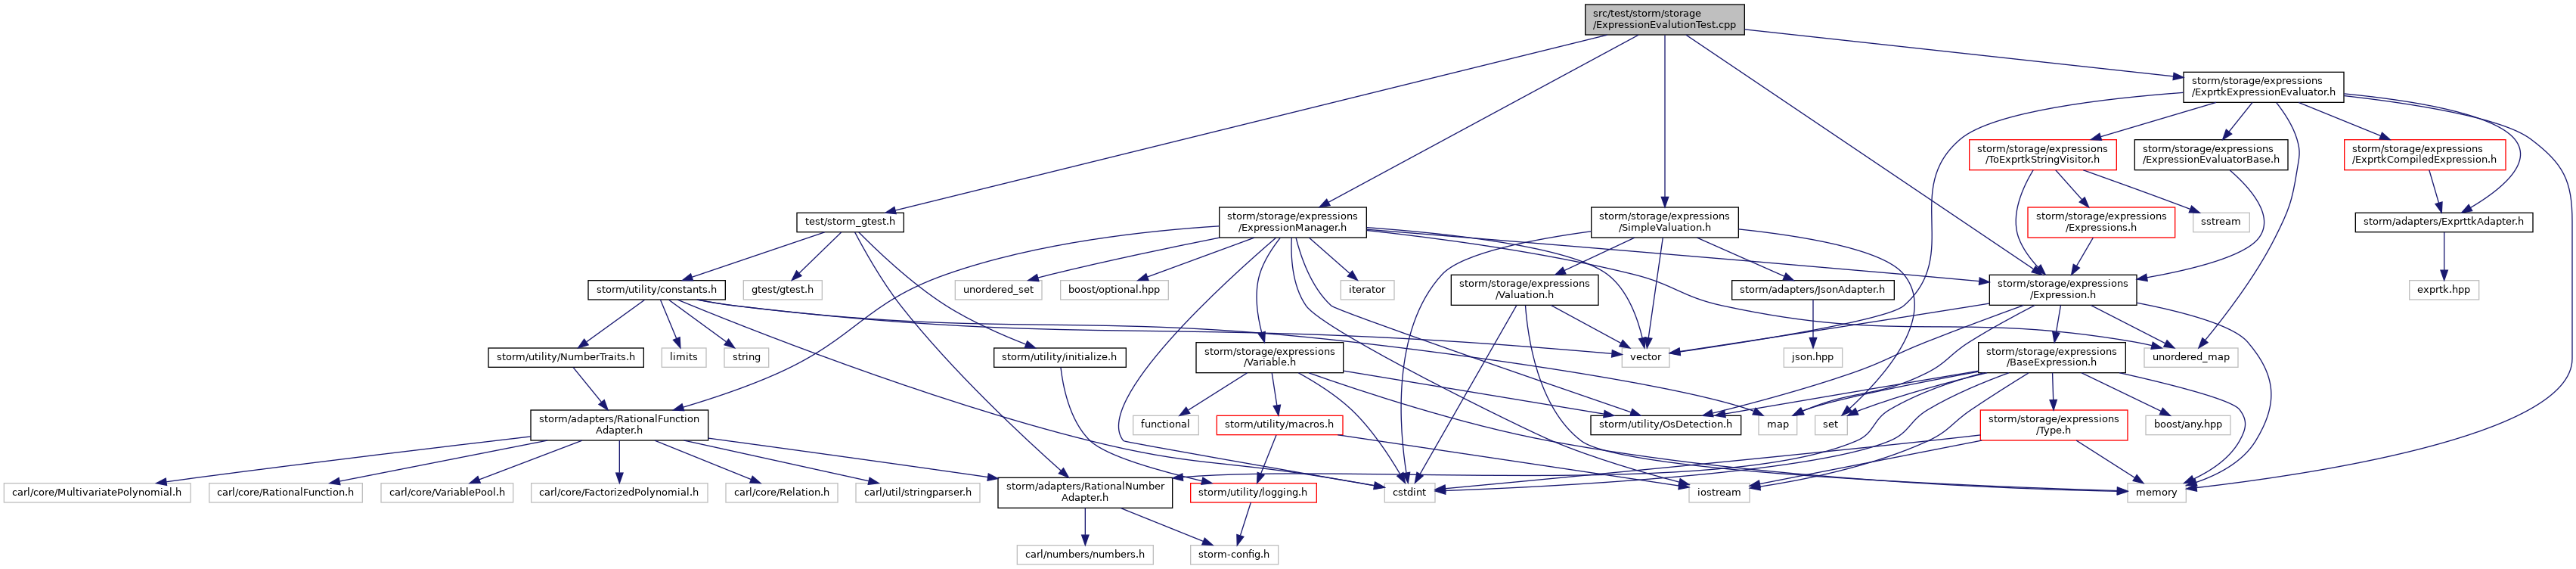 src/test/storm/storage
/ExpressionEvalutionTest.cpp
storm/storage/expressions
/ExprtkExpressionEvaluator.h
storm/storage/expressions
/ToExprtkStringVisitor.h
storm/storage/expressions
/ExpressionEvaluatorBase.h
storm/storage/expressions
/ExprtkCompiledExpression.h
test/storm_gtest.h
storm/storage/expressions
/ExpressionManager.h
storm/storage/expressions
/SimpleValuation.h
storm/storage/expressions
/Expressions.h
sstream
storm/adapters/ExprttkAdapter.h
storm/utility/constants.h
gtest/gtest.h
unordered_set
boost/optional.hpp
iterator
storm/storage/expressions
/Valuation.h
storm/adapters/JsonAdapter.h
storm/storage/expressions
/Expression.h
exprtk.hpp
storm/utility/NumberTraits.h
limits
string
storm/utility/initialize.h
storm/storage/expressions
/Variable.h
vector
json.hpp
storm/storage/expressions
/BaseExpression.h
unordered_map
storm/adapters/RationalFunction
Adapter.h
functional
storm/utility/macros.h
storm/utility/OsDetection.h
map
set
storm/storage/expressions
/Type.h
boost/any.hpp
carl/core/MultivariatePolynomial.h
carl/core/RationalFunction.h
carl/core/VariablePool.h
carl/core/FactorizedPolynomial.h
carl/core/Relation.h
carl/util/stringparser.h
storm/adapters/RationalNumber
Adapter.h
storm/utility/logging.h
cstdint
iostream
memory
carl/numbers/numbers.h
storm-config.h